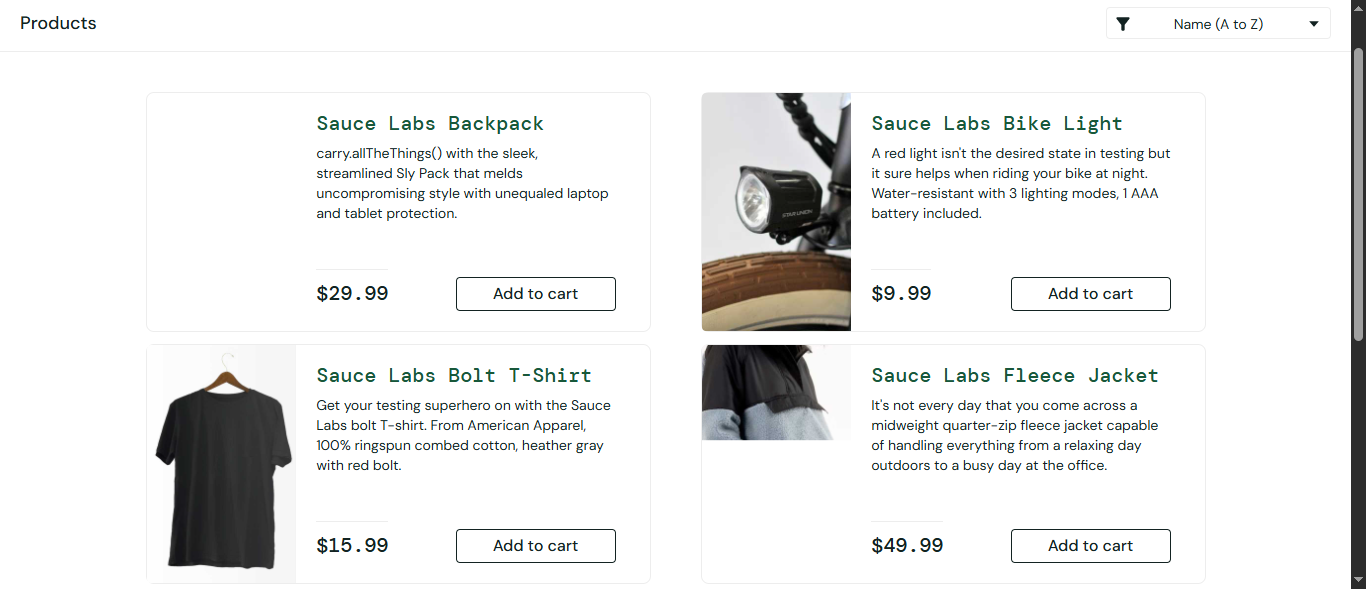 Products
Name (A to Z)
Sauce Labs Backpack
carry.allTheThings() with the sleek,
streamlined Sly Pack that melds
uncompromising style with unequaled laptop
and tablet protection.
$29.99
Add to cart
Sauce Labs Bike Light
A red light isn't the desired state in testing but
it sure helps when riding your bike at night.
Water-resistant with 3 lighting modes, 1 AAA
battery included.
STAR UNION
$9.99
Add to cart
Sauce Labs Bolt T-Shirt
Get your testing superhero on with the Sauce
Labs bolt T-shirt. From American Apparel,
100% ringspun combed cotton, heather gray
with red bolt.
$15.99
Add to cart
Sauce Labs Fleece Jacket
It's not every day that you come across a
midweight quarter-zip fleece jacket capable
of handling everything from a relaxing day
outdoors to a busy day at the office.
$49.99
Add to cart